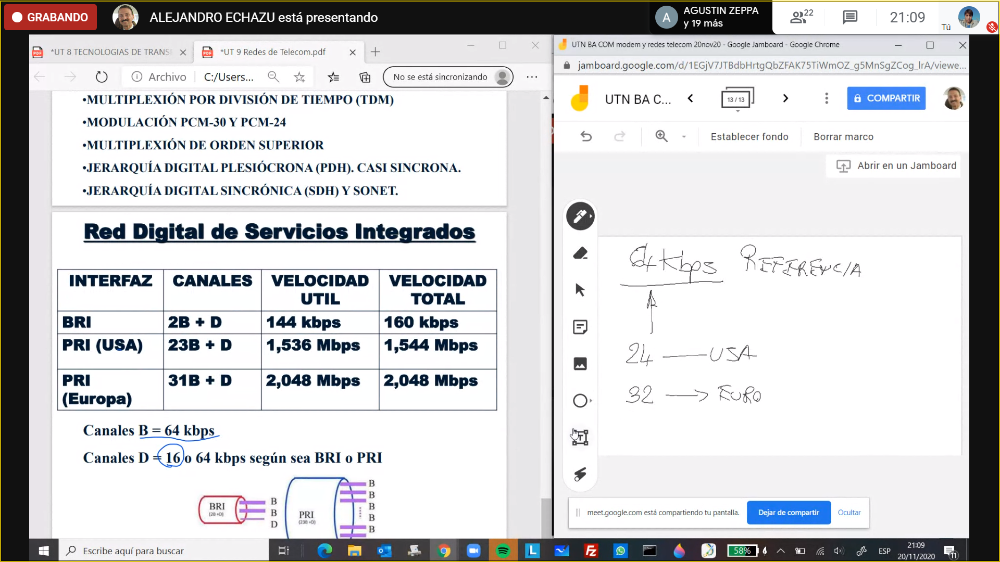 GRABANDO
ALEJANDRO ECHAZU está presentando
A
AGUSTIN ZEPPA
y 19 más
22
21:09
Tú
PDF
*UT 8 TECNOLOGIAS DE TRANS
PDF
*UT 9 Redes de Telecom.pdf
Archivo
C:/Users...
No se está sincronizando
•MULTIPLEXIÓN POR DIVISIÓN DE TIEMPO (TDM)
•MODULACIÓN PCM-30 Y PCM-24
•MULTIPLEXIÓN DE ORDEN SUPERIOR
•JERARQUÍA DIGITAL PLESIÓCRONA (PDH). CASI SINCRONA.
•JERARQUÍA DIGITAL SINCRÓNICA (SDH) Y SONET.
Red Digital de Servicios Integrados
INTERFAZ CANALES VELOCIDAD UTIL VELOCIDAD TOTAL
BRI 2B + D 144 kbps 160 kbps
PRI (USA) 23B + D 1,536 Mbps 1,544 Mbps
PRI (Europa) 31B + D 2,048 Mbps 2,048 Mbps
Canales B = 64 kbps
Canales D = 16 o 64 kbps según sea BRI o PRI
BRI
(2B +D)
B
B
D
PRI
(23B +D)
B
B
B
B
B
UTN BA COM modem y redes telecom 20nov20 - Google Jamboard - Google Chrome
jamboard.google.com/d/1EGjV7JTBdbHrtgQbZFAK75TiWmOZ_g5MnSgZCog_lrA/viewe...
UTN BA C...
13 / 13
COMPARTIR
Establecer fondo
Borrar marco
Abrir en un Jamboard
64 Kbps REFERENCIA
24 USA
32 EURO
meet.google.com está compartiendo tu pantalla.
Dejar de compartir
Ocultar
Escribe aquí para buscar
L
Fz
58%
ESP
21:09
20/11/2020
11